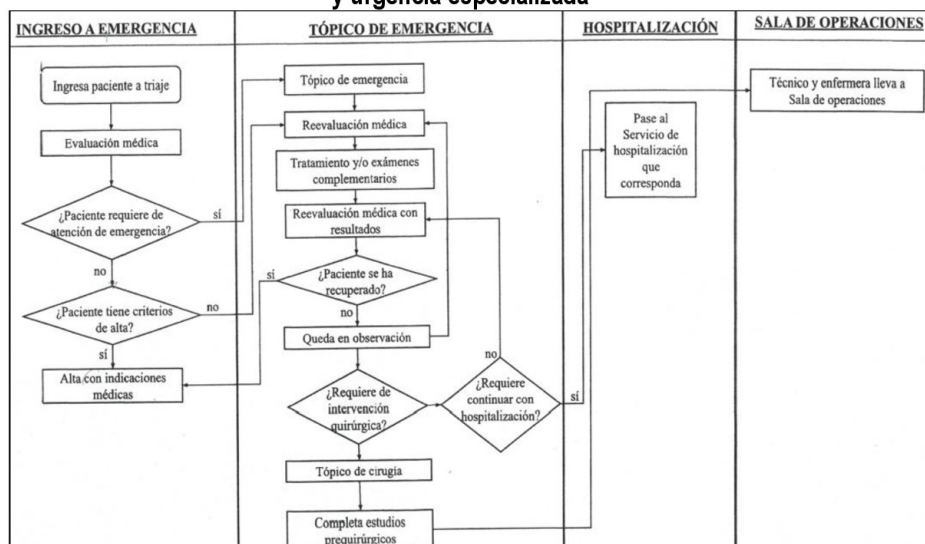 y urgencia especializada
INGRESO A EMERGENCIA
TÓPICO DE EMERGENCIA
HOSPITALIZACIÓN
SALA DE OPERACIONES
Ingresa paciente a triaje
Evaluación médica
¿Paciente requiere de
atención de emergencia?
sí
no
¿Paciente tiene criterios
de alta?
no
sí
Alta con indicaciones
médicas
Tópico de emergencia
Reevaluación médica
Tratamiento y/o exámenes
complementarios
Reevaluación médica con
resultados
sí
¿Paciente se ha
recuperado?
no
Queda en observación
¿Requiere de
intervención
quirúrgica?
no
¿Requiere
continuar con
hospitalización?
sí
Tópico de cirugía
Completa estudios
prequirúrgicos
Pase al
Servicio de
hospitalización
que
corresponda
Técnico y enfermera lleva a
Sala de operaciones